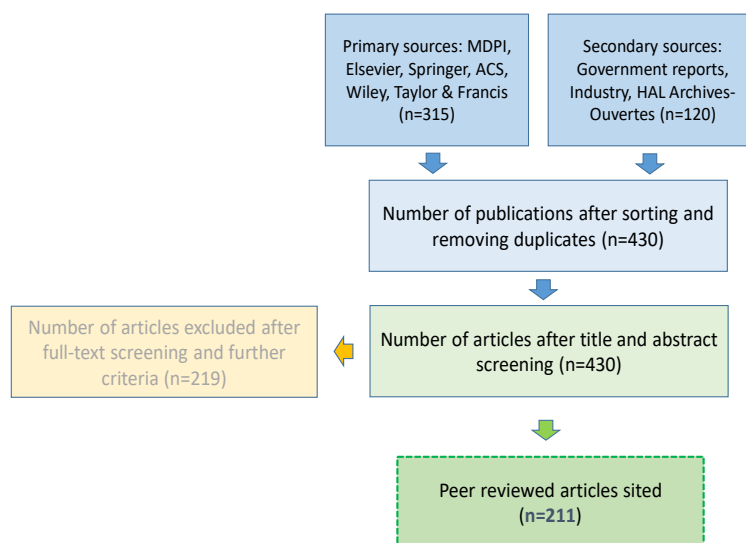 Primary sources: MDPI,
Elsevier, Springer, ACS,
Wiley, Taylor & Francis
(n=315)
Secondary sources:
Government reports,
Industry, HAL Archives-
Ouvertes (n=120)
Number of publications after sorting and
removing duplicates (n=430)
Number of articles excluded after
full-text screening and further
criteria (n=219)
Number of articles after title and abstract
screening (n=430)
Peer reviewed articles sited
(n=211)